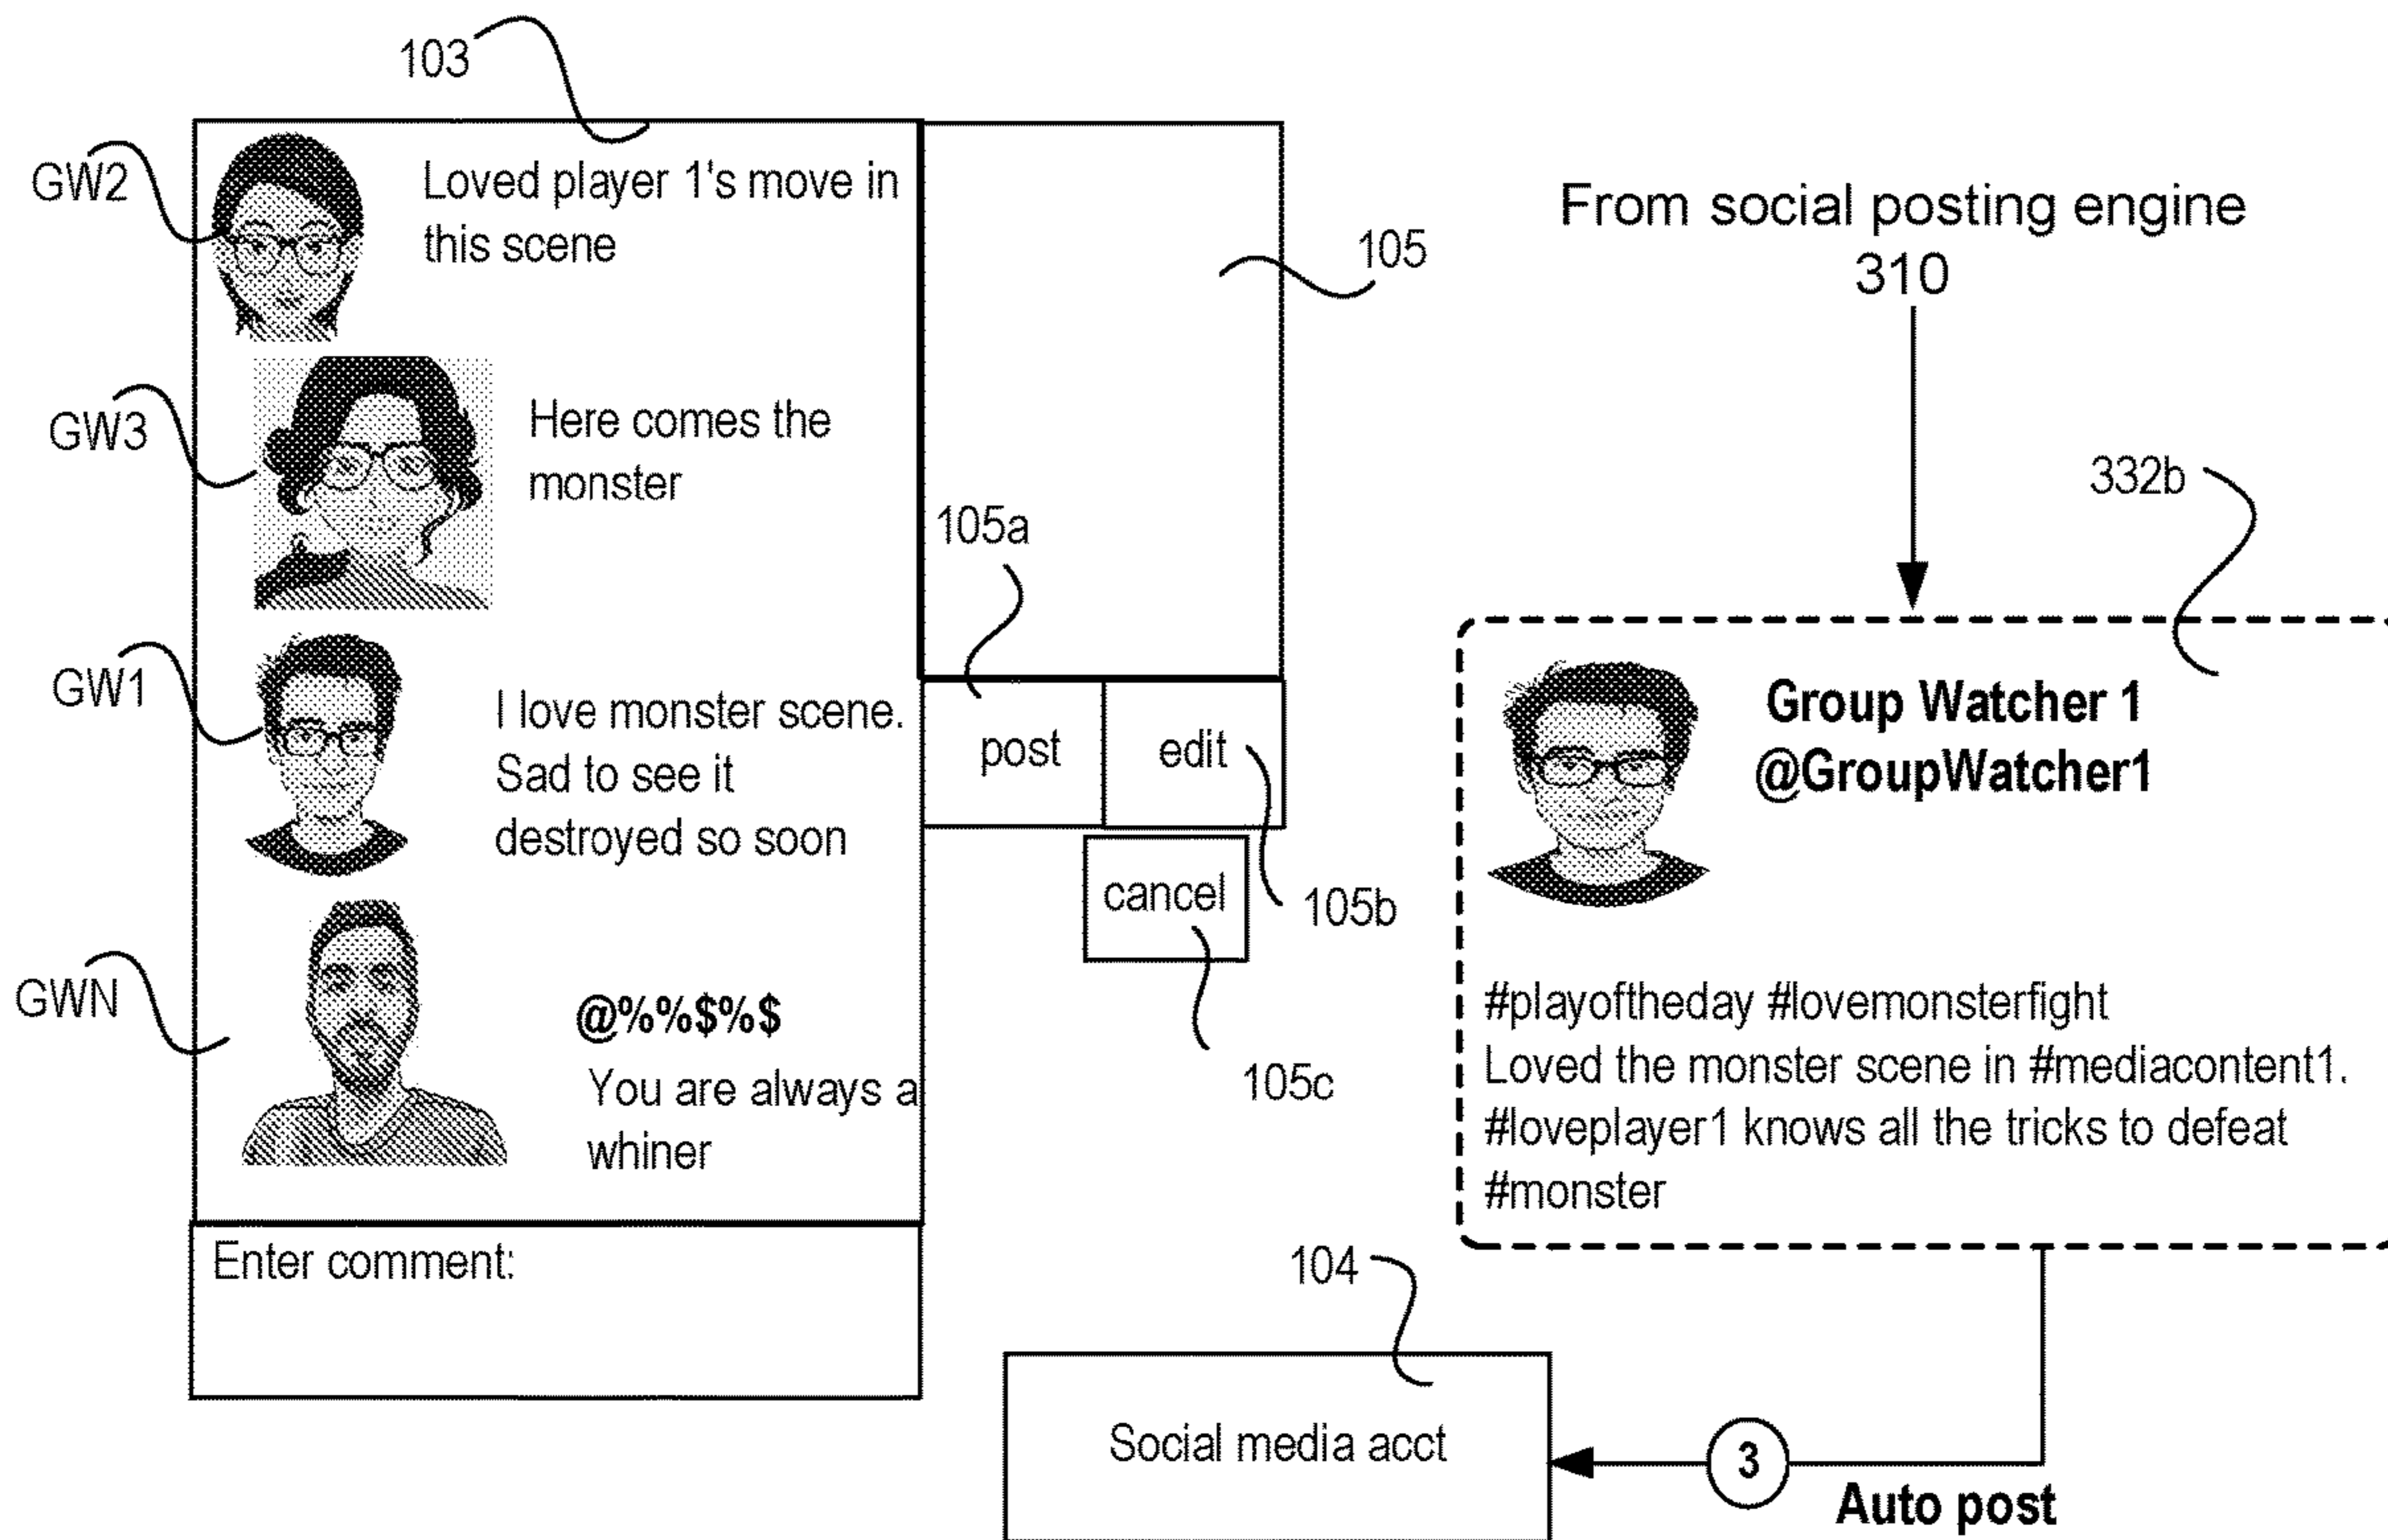 103
GW2
Loved player 1's move in
this scene
GW3
Here comes the
monster
GW1
I love monster scene.
Sad to see it
destroyed so soon
GWN
@%%$%$
You are always a
whiner
Enter comment:
105
105a
post
edit
cancel
105b
105c
From social posting engine
310
332b
Group Watcher 1
@GroupWatcher1
#playoftheday #lovemonsterfight
Loved the monster scene in #mediacontent1.
#loveplayer1 knows all the tricks to defeat
#monster
104
Social media acct
3
Auto post